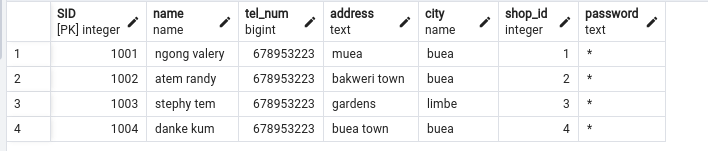 SID name tel_num address city shop_id password
[PK] integer name bigint text name integer text
1 1001 ngong valery 678953223 muea buea 1 *
2 1002 atem randy 678953223 bakweri town buea 2 *
3 1003 stephy tem 678953223 gardens limbe 3 *
4 1004 danke kum 678953223 buea town buea 4 *